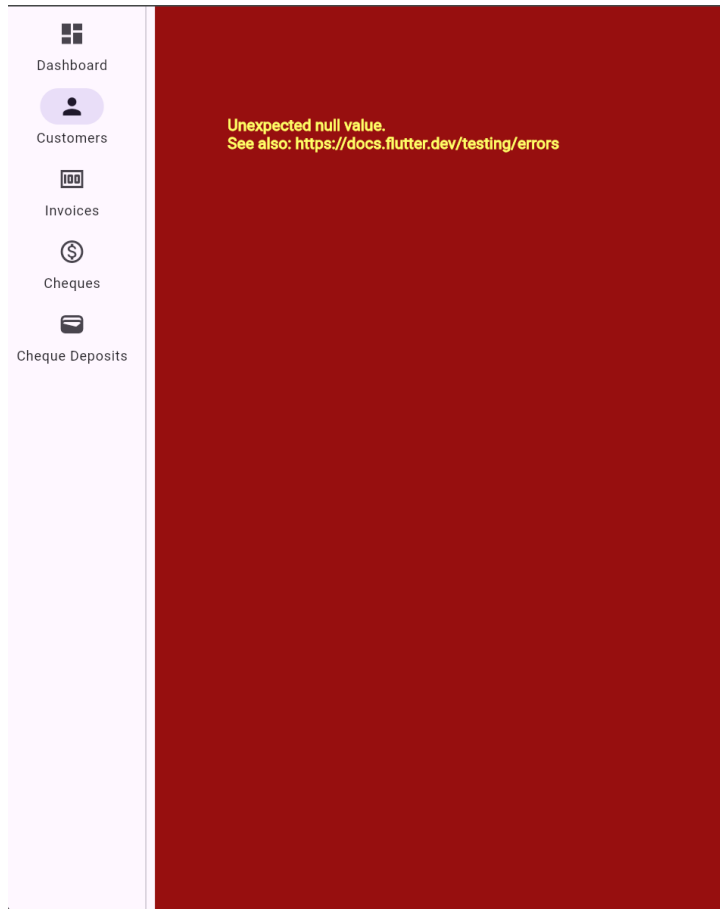 Dashboard
Customers
Invoices
Cheques
Cheque Deposits
Unexpected null value.
See also: https://docs.flutter.dev/testing/errors